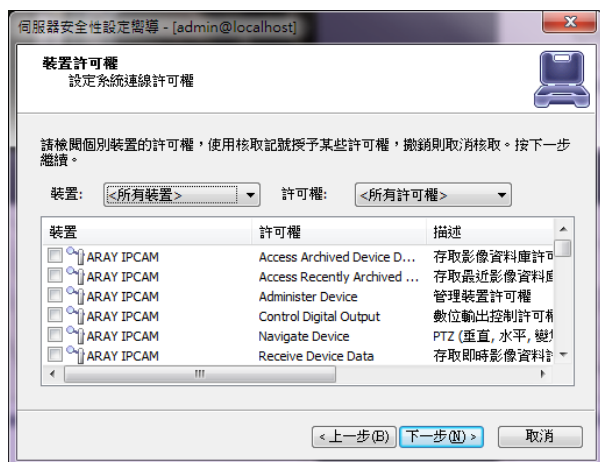 伺服器安全性設定嚮導 - [admin@localhost]
裝置許可權
設定系統連線許可權
請檢閱個別裝置的許可權，使用核取記號授予某些許可權，撤銷則取消核取。按下一步
繼續。
裝置: <所有裝置> 許可權: <所有許可權>
裝置 許可權 描述
ARAY IPCAM Access Archived Device D... 存取影像資料庫許可
ARAY IPCAM Access Recently Archived ... 存取最近影像資料庫
ARAY IPCAM Administer Device 管理裝置許可權
ARAY IPCAM Control Digital Output 數位輸出控制許可權
ARAY IPCAM Navigate Device PTZ (垂直, 水平, 變
ARAY IPCAM Receive Device Data 存取即時影像資料許
<上一步(B) 下一步(N) > 取消